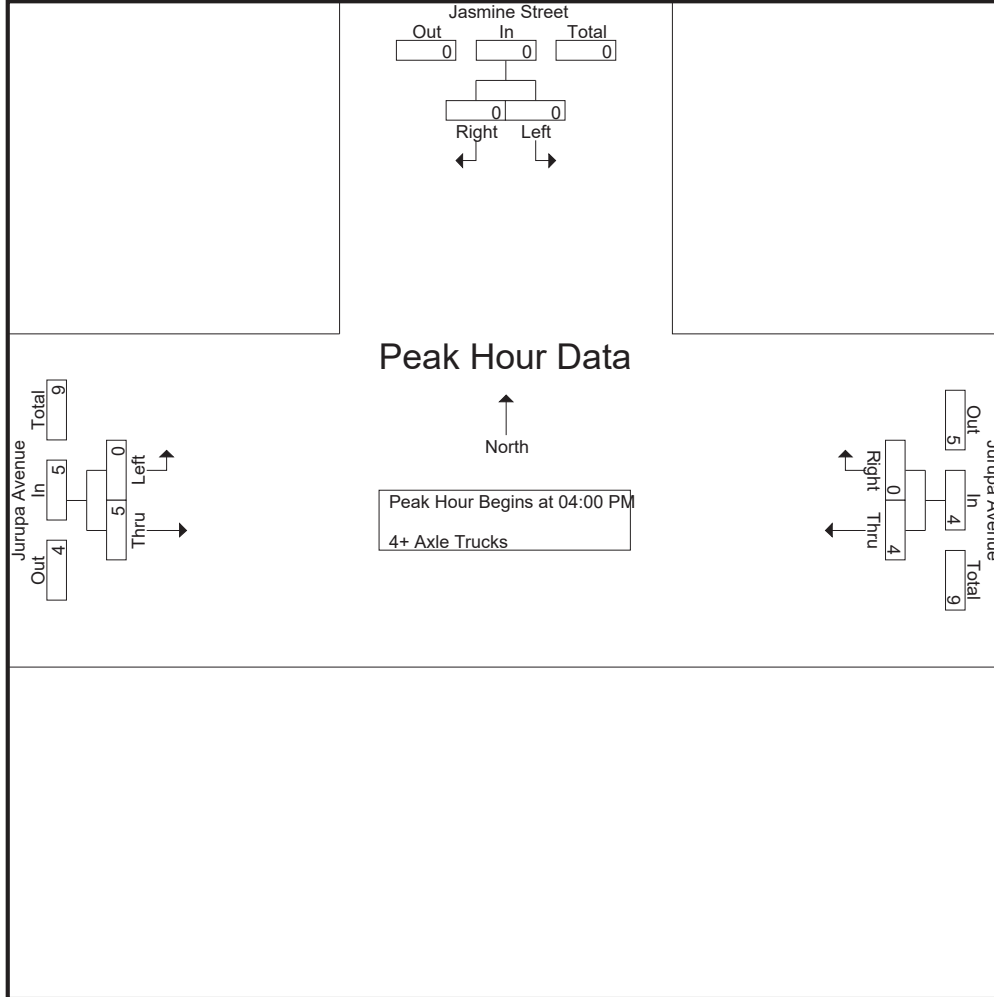 Jasmine Street
Out In Total
0 0 0
0 0
Right Left
Peak Hour Data
North
Peak Hour Begins at 04:00 PM
4+ Axle Trucks
Jurupa Avenue
Out In Total
4 5 9
Left
0
Thru
5
Right
0
Thru
4
Out In Total
5 4 9
Jurupa Avenue